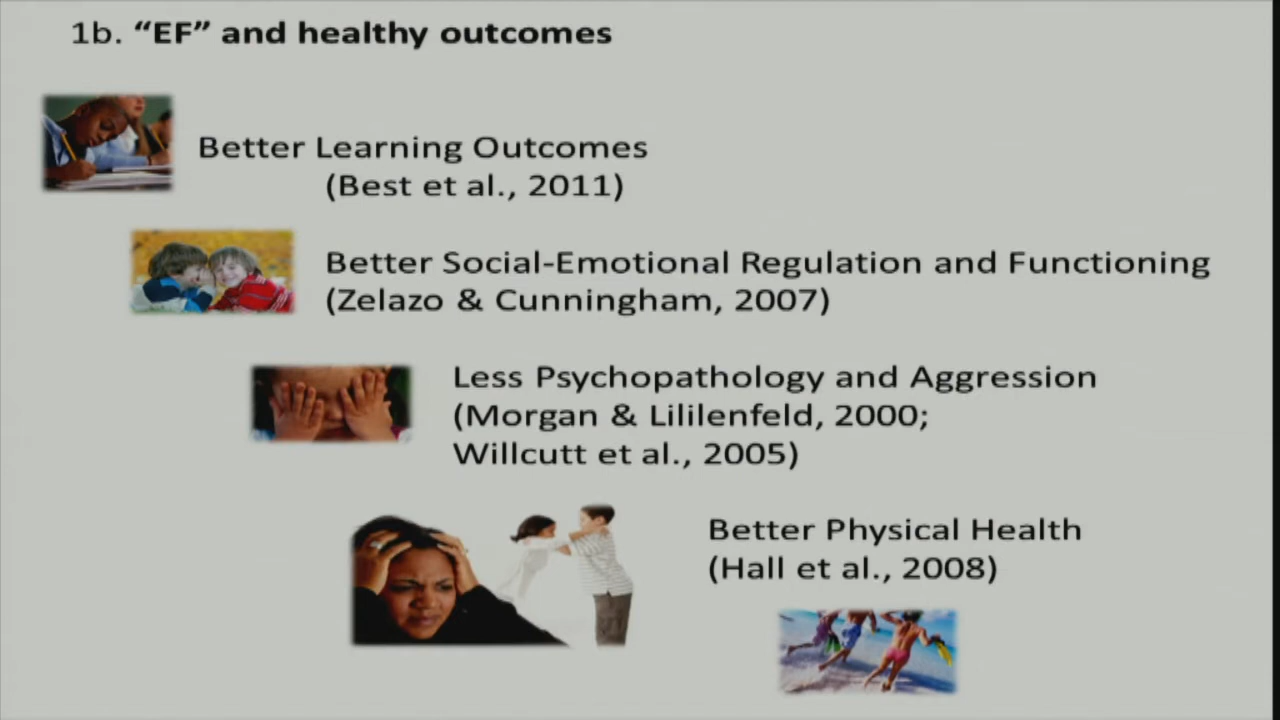 1b. “EF” and healthy outcomes
Better Learning Outcomes
(Best et al., 2011)
Better Social-Emotional Regulation and Functioning
(Zelazo & Cunningham, 2007)
Less Psychopathology and Aggression
(Morgan & Lililenfeld, 2000;
Willcutt et al., 2005)
Better Physical Health
(Hall et al., 2008)